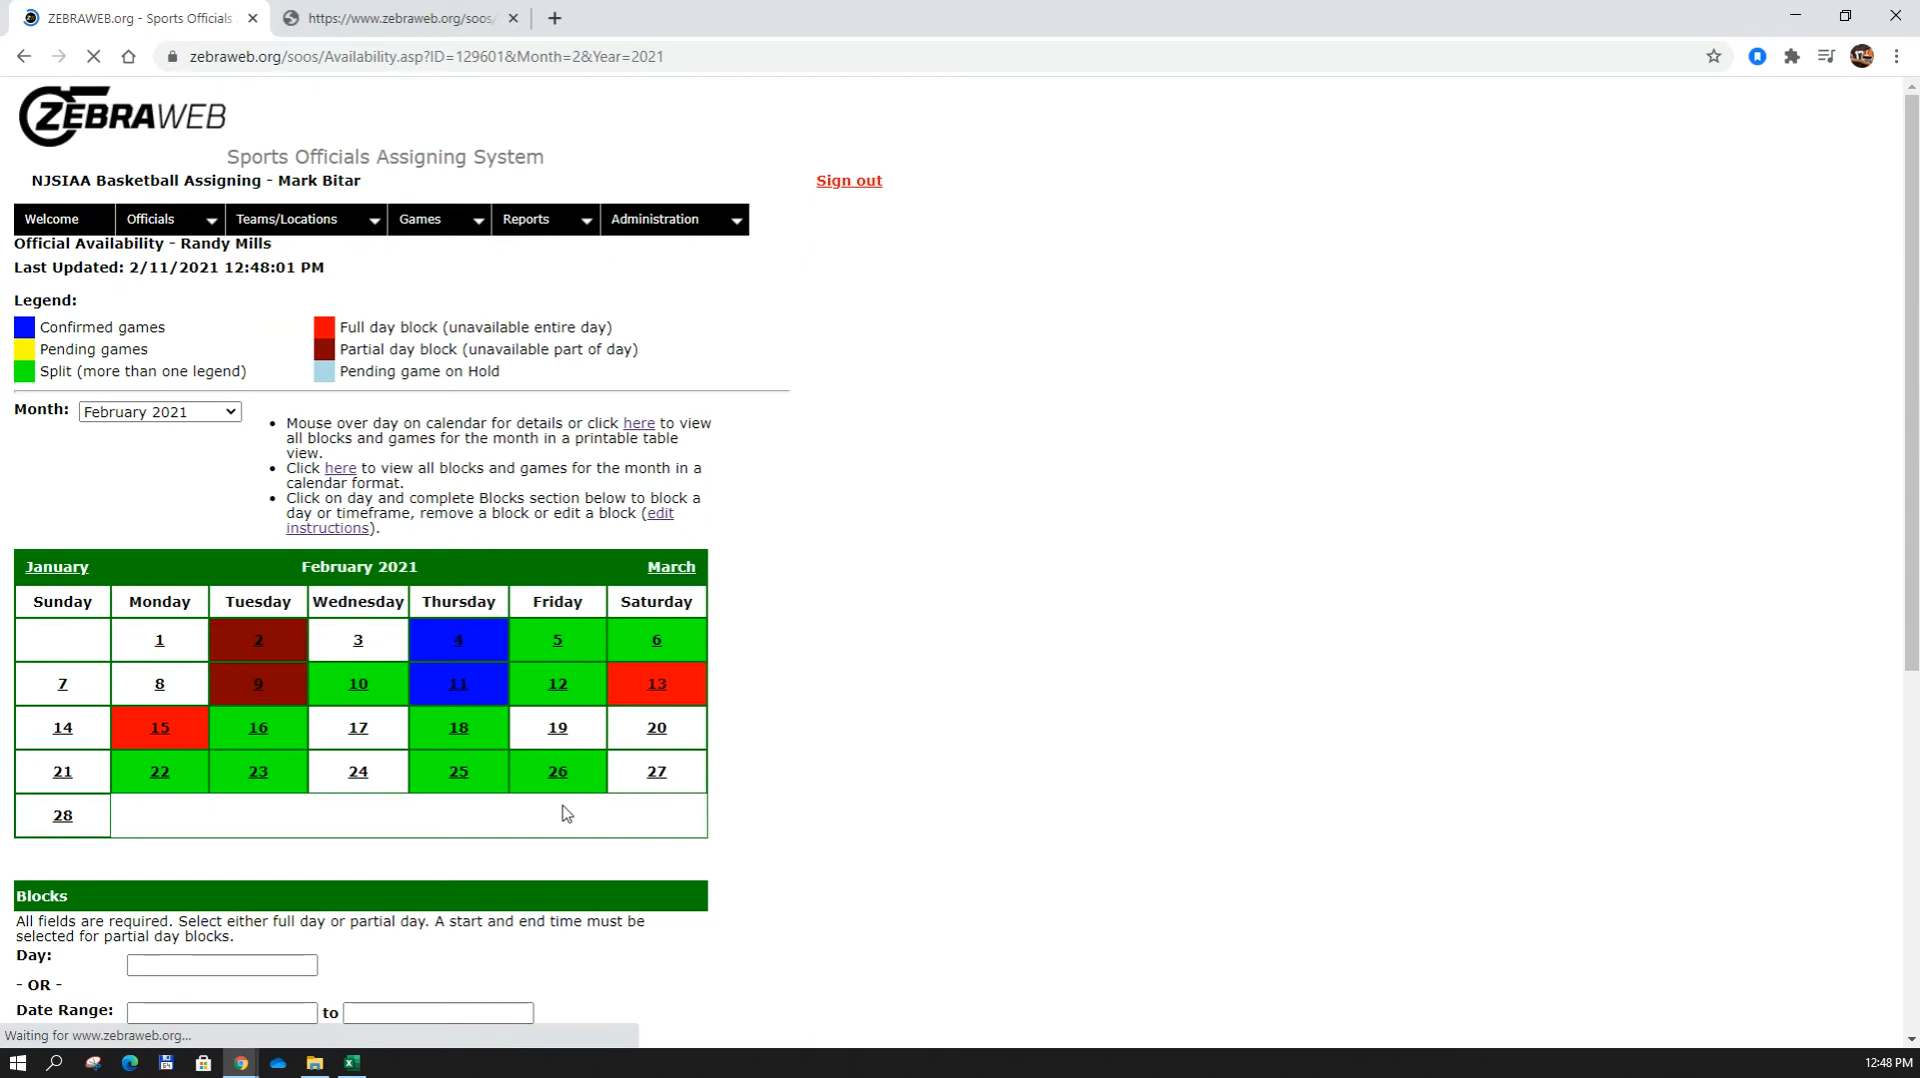 ZEBRAWEB.org - Sports Officials
https://www.zebraweb.org/soos/
zebraweb.org/soos/Availability.asp?ID=129601&Month=2&Year=2021
ZEBRAWEB
Sports Officials Assigning System
NJSIAA Basketball Assigning - Mark Bitar
Sign out
Welcome Officials Teams/Locations Games Reports Administration
Official Availability - Randy Mills
Last Updated: 2/11/2021 12:48:01 PM
Legend:
Confirmed games Full day block (unavailable entire day)
Pending games Partial day block (unavailable part of day)
Split (more than one legend) Pending game on Hold
Month: February 2021
• Mouse over day on calendar for details or click here to view
all blocks and games for the month in a printable table
view.
• Click here to view all blocks and games for the month in a
calendar format.
• Click on day and complete Blocks section below to block a
day or timeframe, remove a block or edit a block (edit
instructions).
January February 2021 March
Sunday Monday Tuesday Wednesday Thursday Friday Saturday
1 2 3 4 5 6
7 8 9 10 11 12 13
14 15 16 17 18 19 20
21 22 23 24 25 26 27
28
Blocks
All fields are required. Select either full day or partial day. A start and end time must be
selected for partial day blocks.
Day:
- OR -
Date Range: to
Waiting for www.zebraweb.org...
12:48 PM